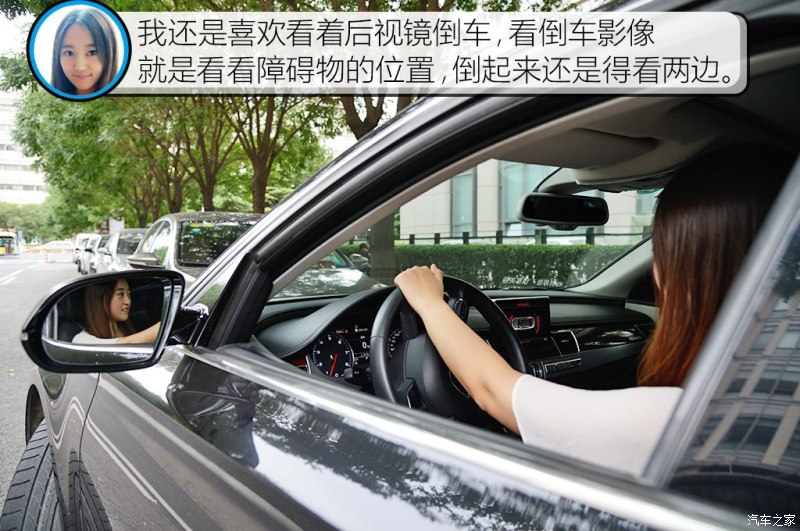 我还是喜欢看着后视镜倒车,看倒车影像
就是看看障碍物的位置,倒起来还是得看两边。
汽车之家